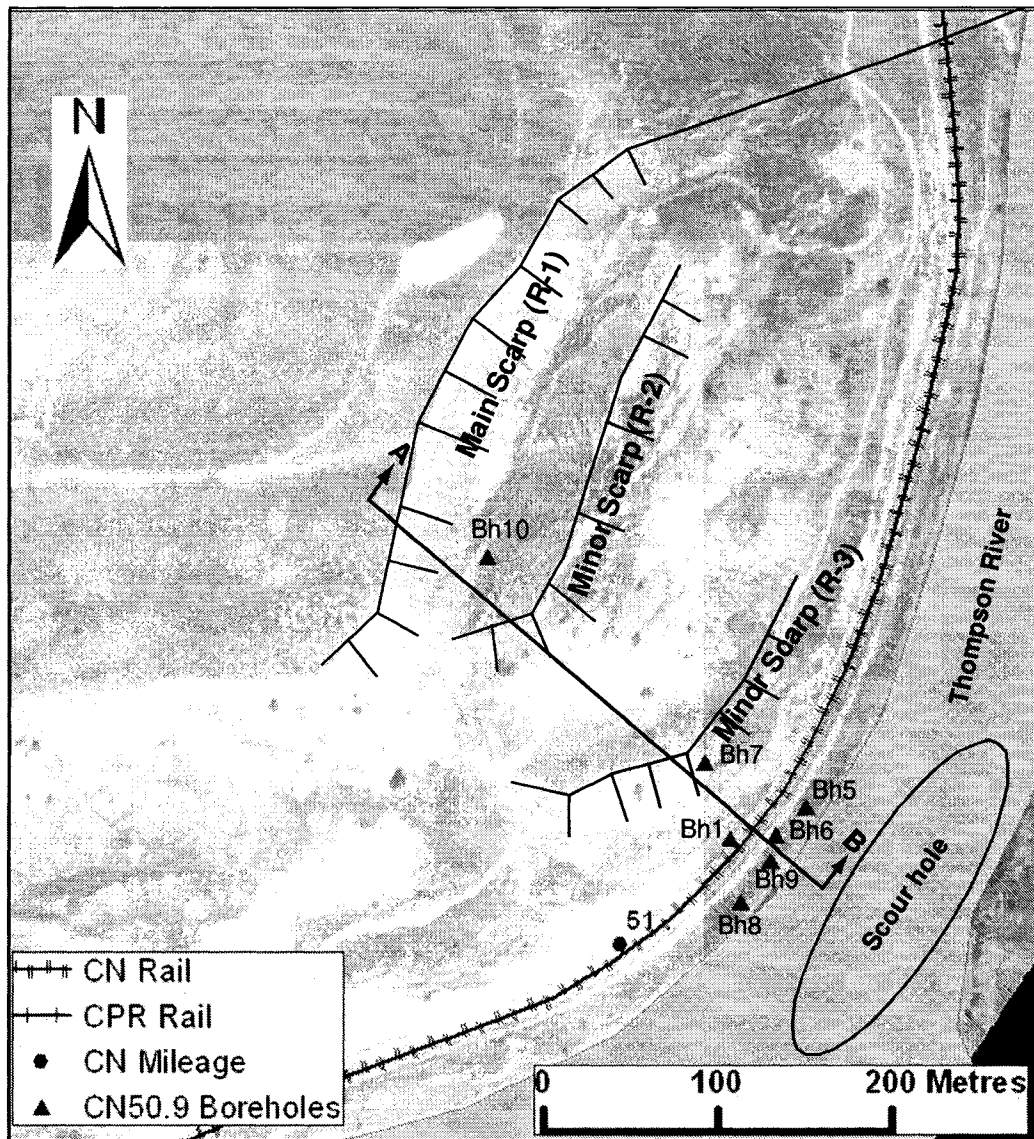 N
Main Scarp (R-1)
Minor Scarp (R-2)
A
Bh10
Minor Scarp (R-3)
Thompson River
Bh7
Bh5
Bh1
Bh6
B
Bh9
Scour hole
Bh8
51
CN Rail
CPR Rail
CN Mileage
CN50.9 Boreholes
0 100 200 Metres